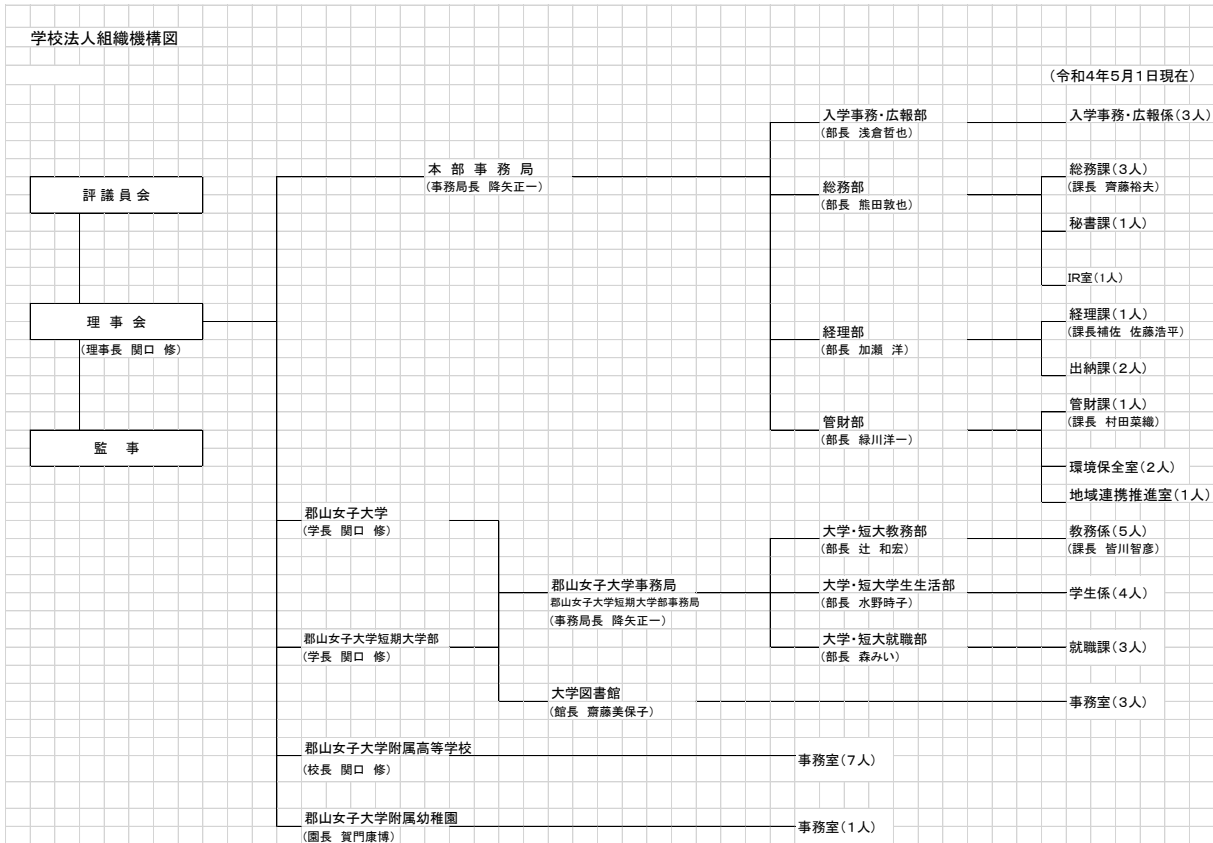 学校法人組織機構図
(令和4年5月1日現在)
入学事務・広報部
(部長 浅倉哲也)
入学事務・広報係(3人)
本部事務局
(事務局長 降矢正一)
評議員会
総務部
(部長 熊田敦也)
総務課(3人)
(課長 齊藤裕夫)
秘書課(1人)
IR室(1人)
理事会
(理事長 関口 修)
経理部
(部長 加瀬 洋)
経理課(1人)
(課長補佐 佐藤浩平)
出納課(2人)
監事
管財部
(部長 緑川洋一)
管財課(1人)
(課長 村田菜織)
環境保全室(2人)
地域連携推進室(1人)
郡山女子大学
(学長 関口 修)
大学・短大教務部
(部長 辻 和宏)
教務係(5人)
(課長 皆川智彦)
郡山女子大学事務局
郡山女子大学短期大学部事務局
(事務局長 降矢正一)
大学・短大学生生活部
(部長 水野時子)
学生係(4人)
郡山女子大学短期大学部
(学長 関口 修)
大学・短大就職部
(部長 森みい)
就職課(3人)
大学図書館
(館長 齋藤美保子)
事務室(3人)
郡山女子大学附属高等学校
(校長 関口 修)
事務室(7人)
郡山女子大学附属幼稚園
(園長 賀門康博)
事務室(1人)